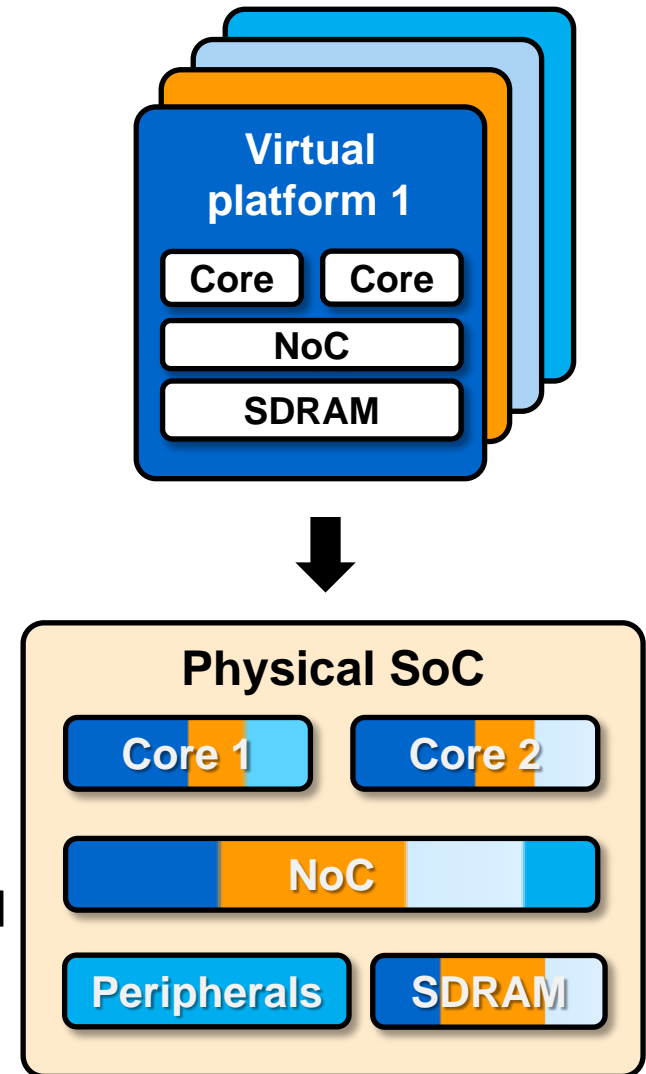 Virtual
platform 1
Core Core
NoC
SDRAM
Physical SoC
Core 1 Core 2
NoC
Peripherals SDRAM